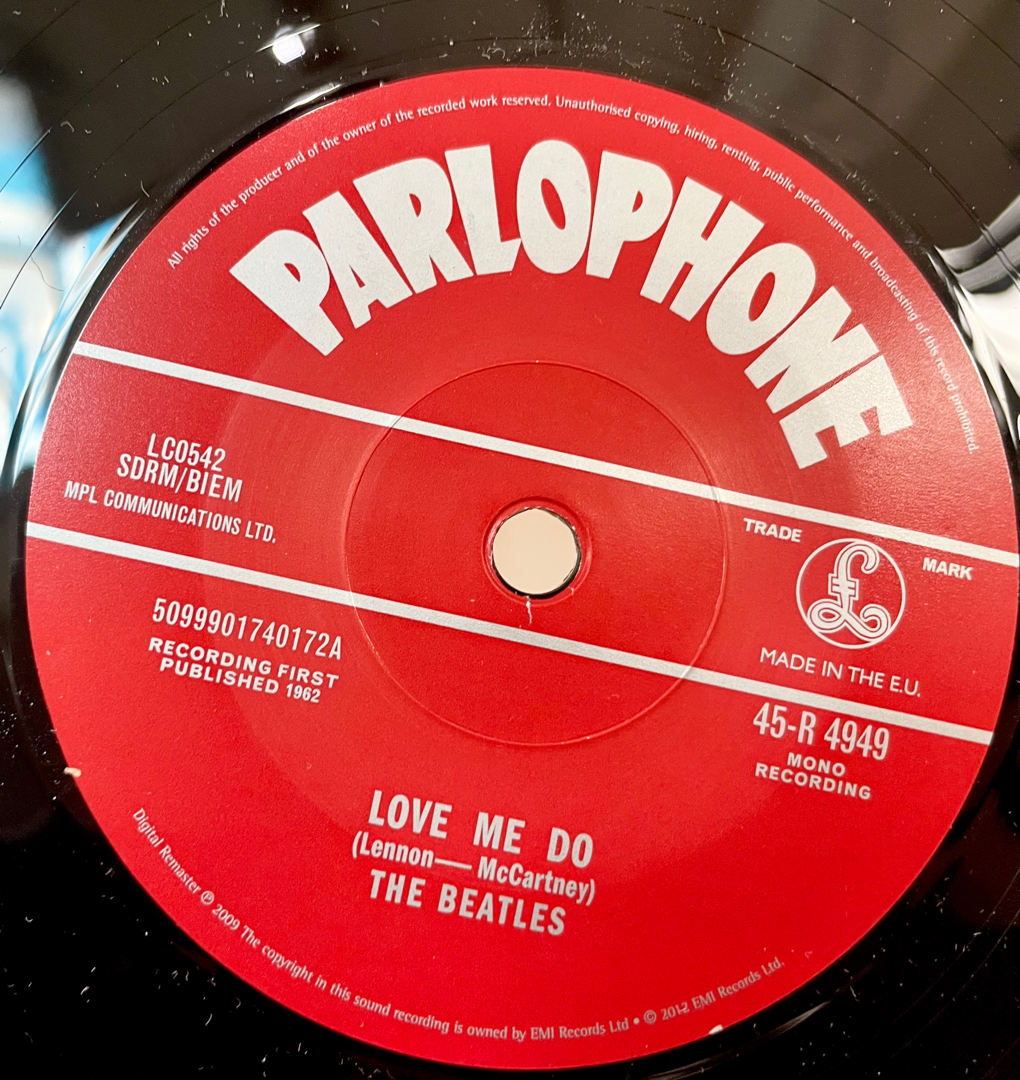 All rights of the producer and of the owner of the recorded work reserved. Unauthorised copying, hiring, renting, public performance and broadcasting of this record prohibited.
PARLOPHONE
LC0542
SDRM/BIEM
MPL COMMUNICATIONS LTD.
TRADE MARK
£
MADE IN THE E.U.
5099901740172A
RECORDING FIRST
PUBLISHED 1962
45-R 4949
MONO
RECORDING
LOVE ME DO
(Lennon—McCartney)
THE BEATLES
Digital Remaster ℗ 2009 The copyright in this sound recording is owned by EMI Records Ltd • © 2012 EMI Records Ltd.